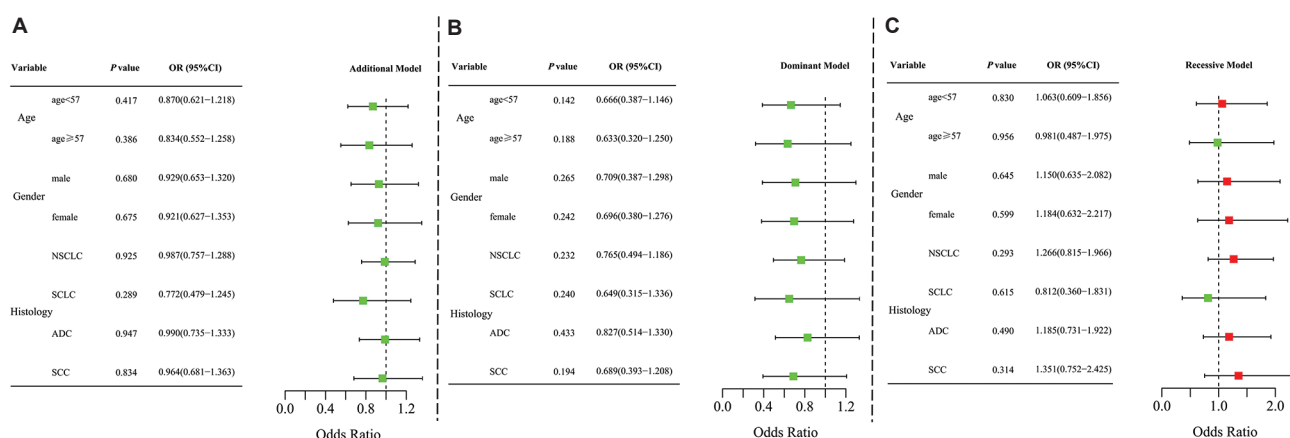 A
Variable P value OR (95%CI) Additional Model
age<57 0.417 0.870(0.621−1.218)
Age
age⩾57 0.386 0.834(0.552−1.258)
male 0.680 0.929(0.653−1.320)
Gender
female 0.675 0.921(0.627−1.353)
NSCLC 0.925 0.987(0.757−1.288)
SCLC 0.289 0.772(0.479−1.245)
Histology
ADC 0.947 0.990(0.735−1.333)
SCC 0.834 0.964(0.681−1.363)
0.0 0.4 0.8 1.2
Odds Ratio
B
Variable P value OR (95%CI) Dominant Model
age<57 0.142 0.666(0.387−1.146)
Age
age⩾57 0.188 0.633(0.320−1.250)
male 0.265 0.709(0.387−1.298)
Gender
female 0.242 0.696(0.380−1.276)
NSCLC 0.232 0.765(0.494−1.186)
SCLC 0.240 0.649(0.315−1.336)
Histology
ADC 0.433 0.827(0.514−1.330)
SCC 0.194 0.689(0.393−1.208)
0.0 0.4 0.8 1.2
Odds Ratio
C
Variable P value OR (95%CI) Recessive Model
age<57 0.830 1.063(0.609−1.856)
Age
age⩾57 0.956 0.981(0.487−1.975)
male 0.645 1.150(0.635−2.082)
Gender
female 0.599 1.184(0.632−2.217)
NSCLC 0.293 1.266(0.815−1.966)
SCLC 0.615 0.812(0.360−1.831)
Histology
ADC 0.490 1.185(0.731−1.922)
SCC 0.314 1.351(0.752−2.425)
0.0 1.0 2.0
Odds Ratio